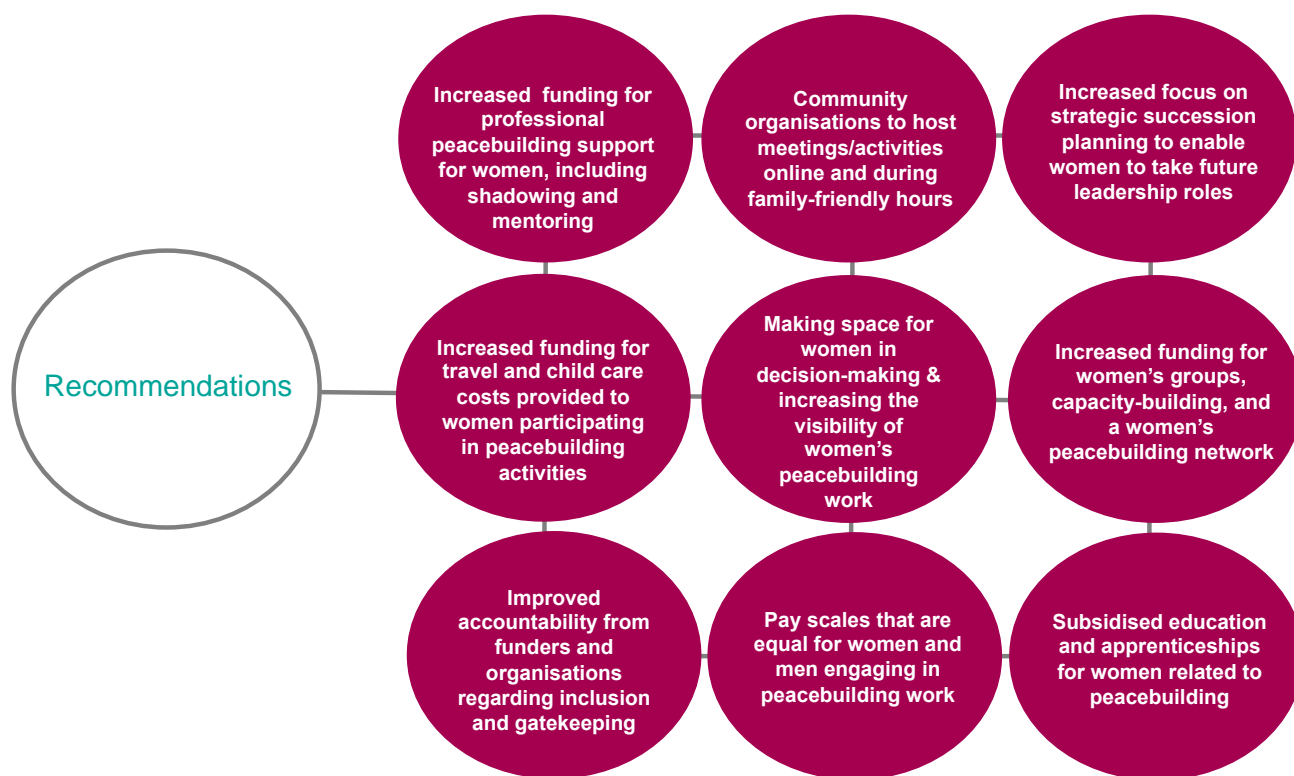 Recommendations
Increased funding for
professional
peacebuilding support
for women, including
shadowing and
mentoring
Community
organisations to host
meetings/activities
online and during
family-friendly hours
Increased focus on
strategic succession
planning to enable
women to take future
leadership roles
Increased funding for
travel and child care
costs provided to
women participating
in peacebuilding
activities
Making space for
women in
decision-making &
increasing the
visibility of
women’s
peacebuilding
work
Increased funding for
women’s groups,
capacity-building, and
a women’s
peacebuilding network
Improved
accountability from
funders and
organisations
regarding inclusion
and gatekeeping
Pay scales that are
equal for women and
men engaging in
peacebuilding work
Subsidised education
and apprenticeships
for women related to
peacebuilding